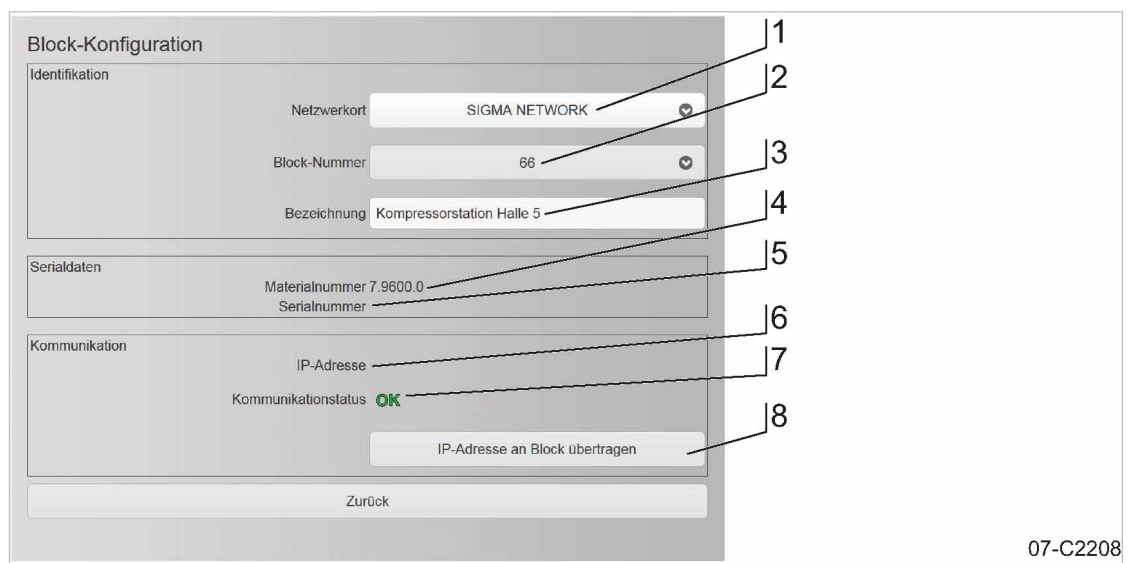 Block-Konfiguration
Identifikation
Netzwerkort SIGMA NETWORK
Block-Nummer 66
Bezeichnung Kompressorstation Halle 5
Serialdaten
Materialnummer 7.9600.0
Serialnummer
Kommunikation
IP-Adresse
Kommunikationstatus OK
IP-Adresse an Block übertragen
Zurück
1
2
3
4
5
6
7
8
07-C2208